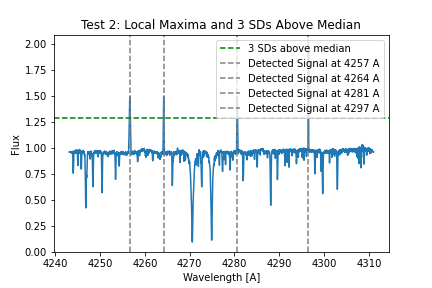 Test 2: Local Maxima and 3 SDs Above Median
2.00
1.75
1.50
1.25
1.00
0.75
0.50
0.25
0.00
Flux
3 SDs above median
Detected Signal at 4257 A
Detected Signal at 4264 A
Detected Signal at 4281 A
Detected Signal at 4297 A
4240 4250 4260 4270 4280 4290 4300 4310
Wavelength [A]